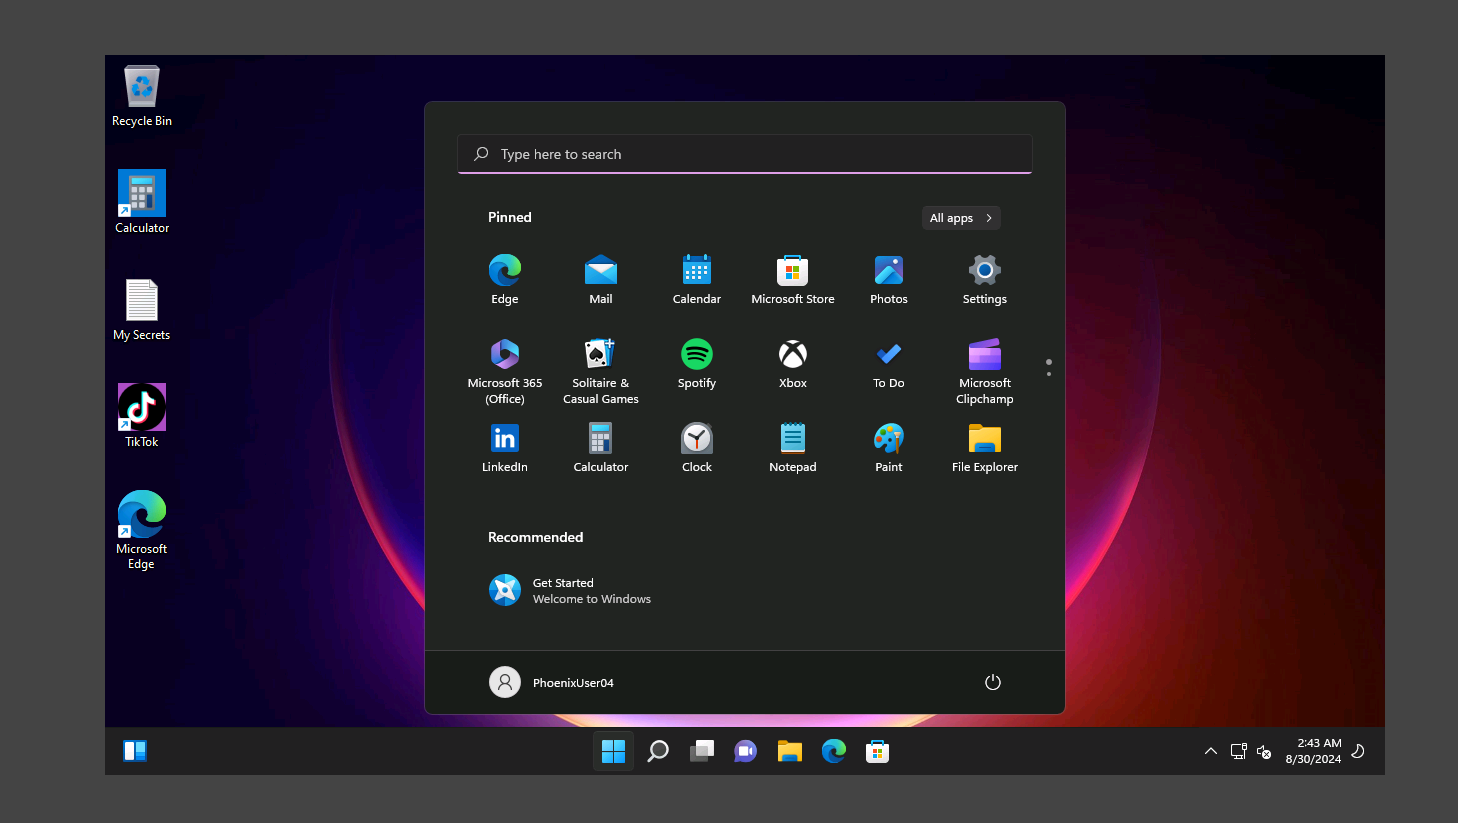 Recycle Bin
Calculator
My Secrets
TikTok
Microsoft
Edge
Type here to search
Pinned
All apps
Edge
Mail
Calendar
Microsoft Store
Photos
Settings
Microsoft 365
(Office)
Solitaire &
Casual Games
Spotify
Xbox
To Do
Microsoft
Clipchamp
in
LinkedIn
Calculator
Clock
Notepad
Paint
File Explorer
Recommended
Get Started
Welcome to Windows
PhoenixUser04
2:43 AM
8/30/2024